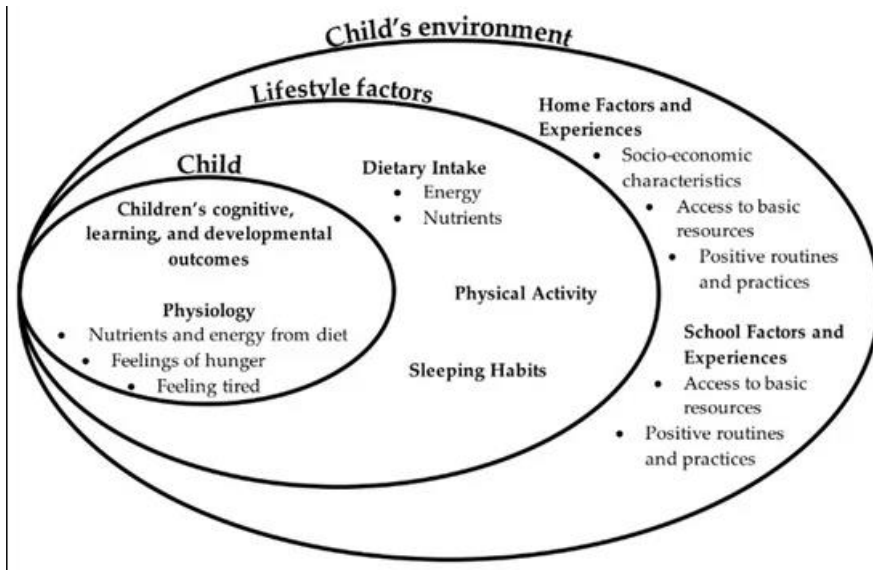 Child's environment
Lifestyle factors
Child
Children's cognitive,
learning, and developmental
outcomes
Physiology
• Nutrients and energy from diet
• Feelings of hunger
• Feeling tired
Dietary Intake
• Energy
• Nutrients
Physical Activity
Sleeping Habits
Home Factors and
Experiences
• Socio-economic
characteristics
• Access to basic
resources
• Positive routines
and practices
School Factors and
Experiences
• Access to basic
resources
• Positive routines
and practices